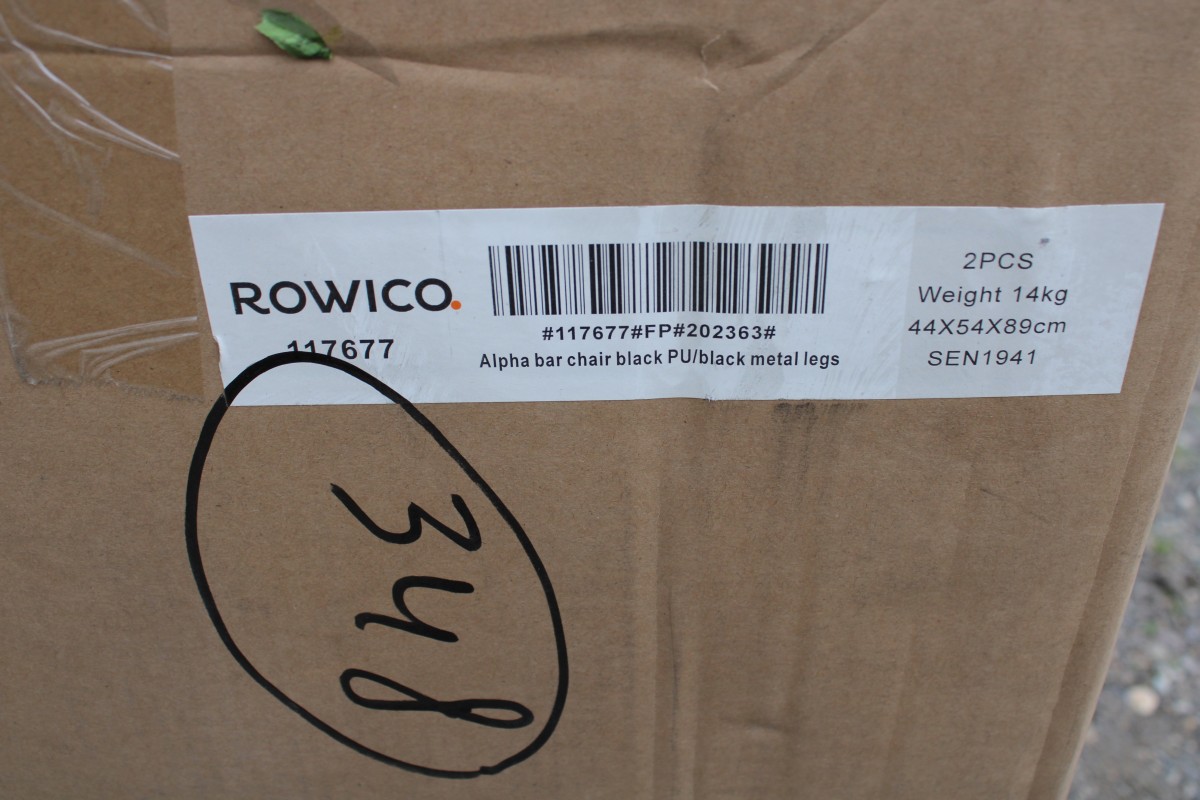 ROWICO.
117677
#117677#FP#202363#
Alpha bar chair black PU/black metal legs
2PCS
Weight 14kg
44X54X89cm
SEN1941
348